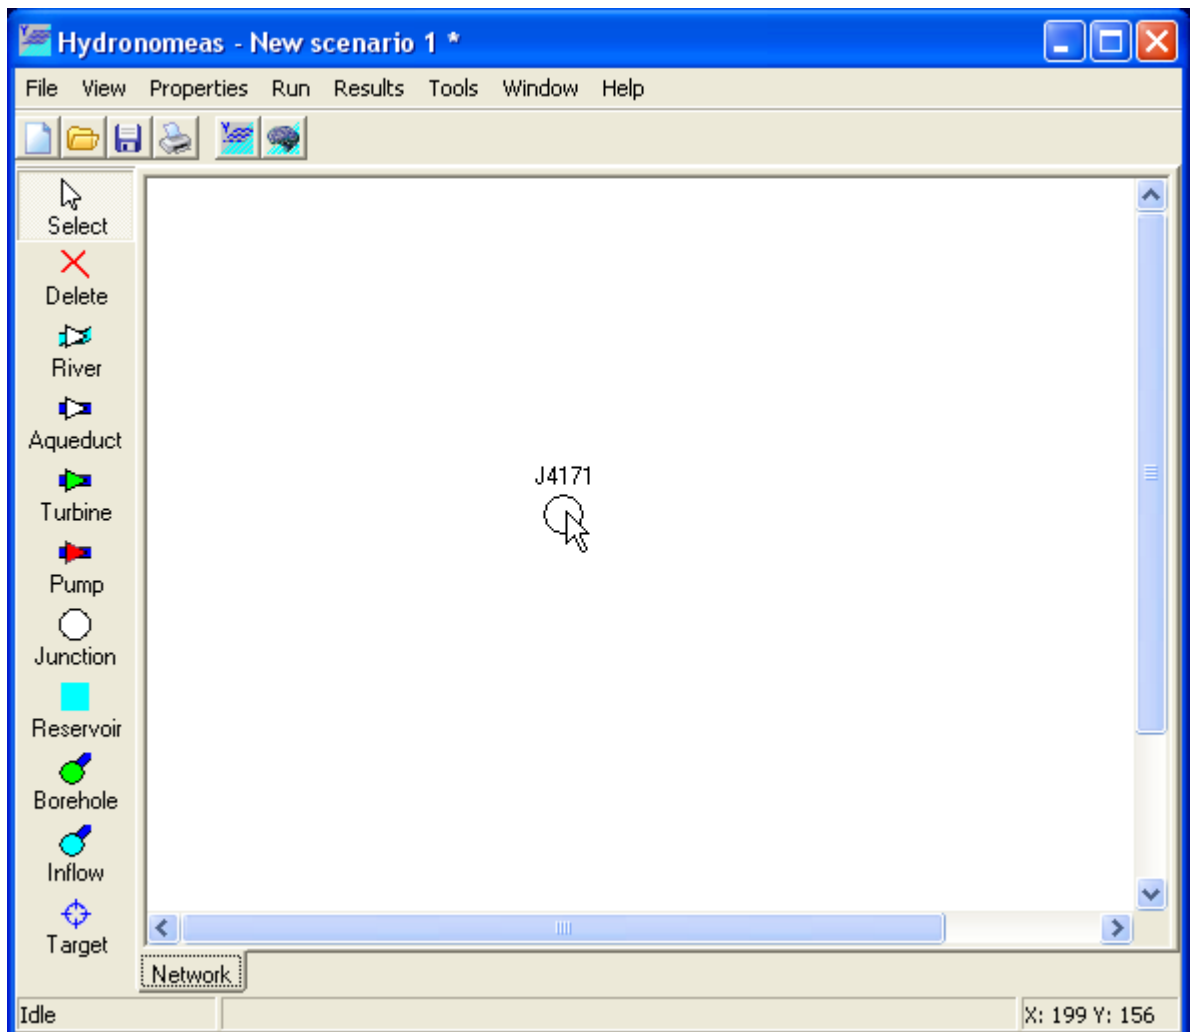 Hydronomeas - New scenario 1 *
File View Properties Run Results Tools Window Help
Select
Delete
River
Aqueduct
Turbine
Pump
Junction
Reservoir
Borehole
Inflow
Target
J4171
Network
Idle
X: 199 Y: 156